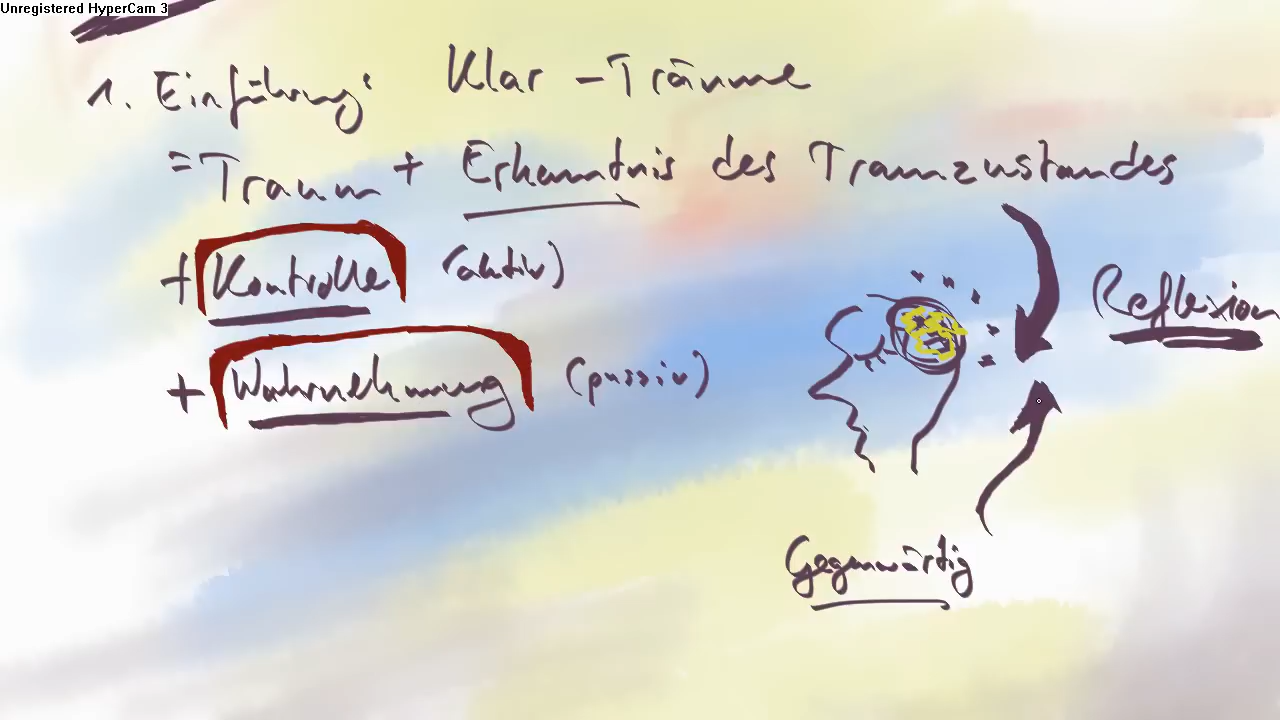 Unregistered HyperCam 3
1. Einführung: Klar-Träume
= Traum + Erkenntnis des Traumzustandes
+ Kontrolle (aktiv)
Reflexion
+ Wahrnehmung (passiv)
Gegenwärtig